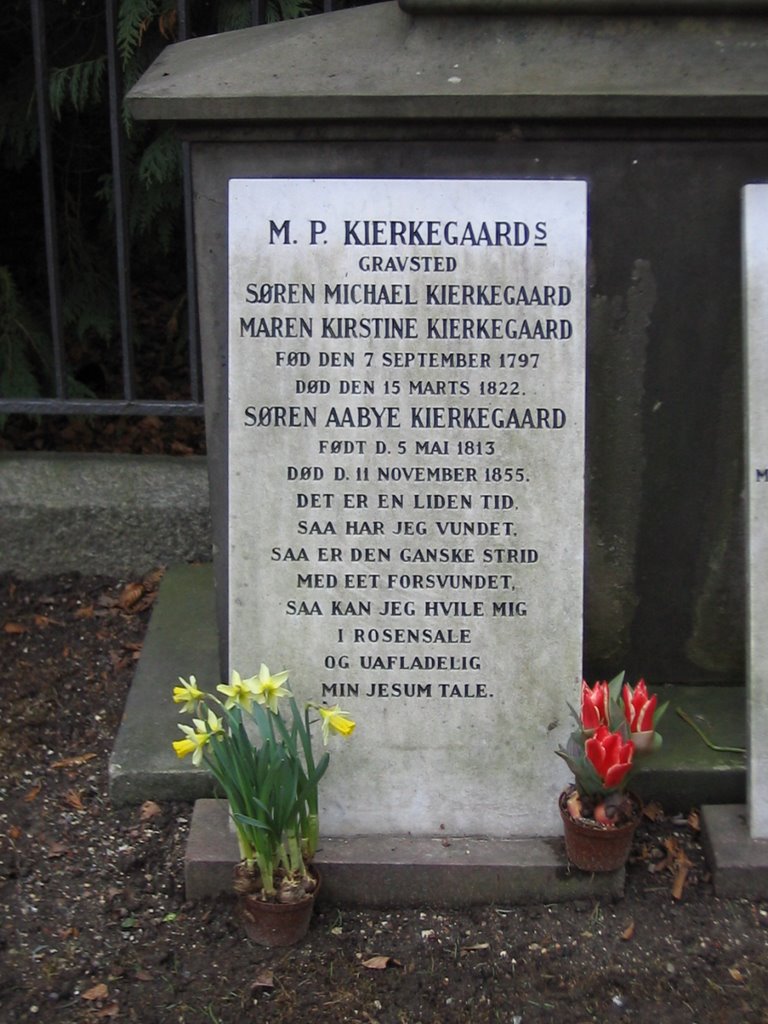 M. P. KIERKEGAARDS
GRAVSTED
SØREN MICHAEL KIERKEGAARD
MAREN KIRSTINE KIERKEGAARD
FØD DEN 7 SEPTEMBER 1797
DØD DEN 15 MARTS 1822.
SØREN AABYE KIERKEGAARD
FØDT D. 5 MAI 1813
DØD D. 11 NOVEMBER 1855.
DET ER EN LIDEN TID,
SAA HAR JEG VUNDET,
SAA ER DEN GANSKE STRID
MED EET FORSVUNDET,
SAA KAN JEG HVILE MIG
I ROSENSALE
OG UAFLADELIG
MIN JESUM TALE.